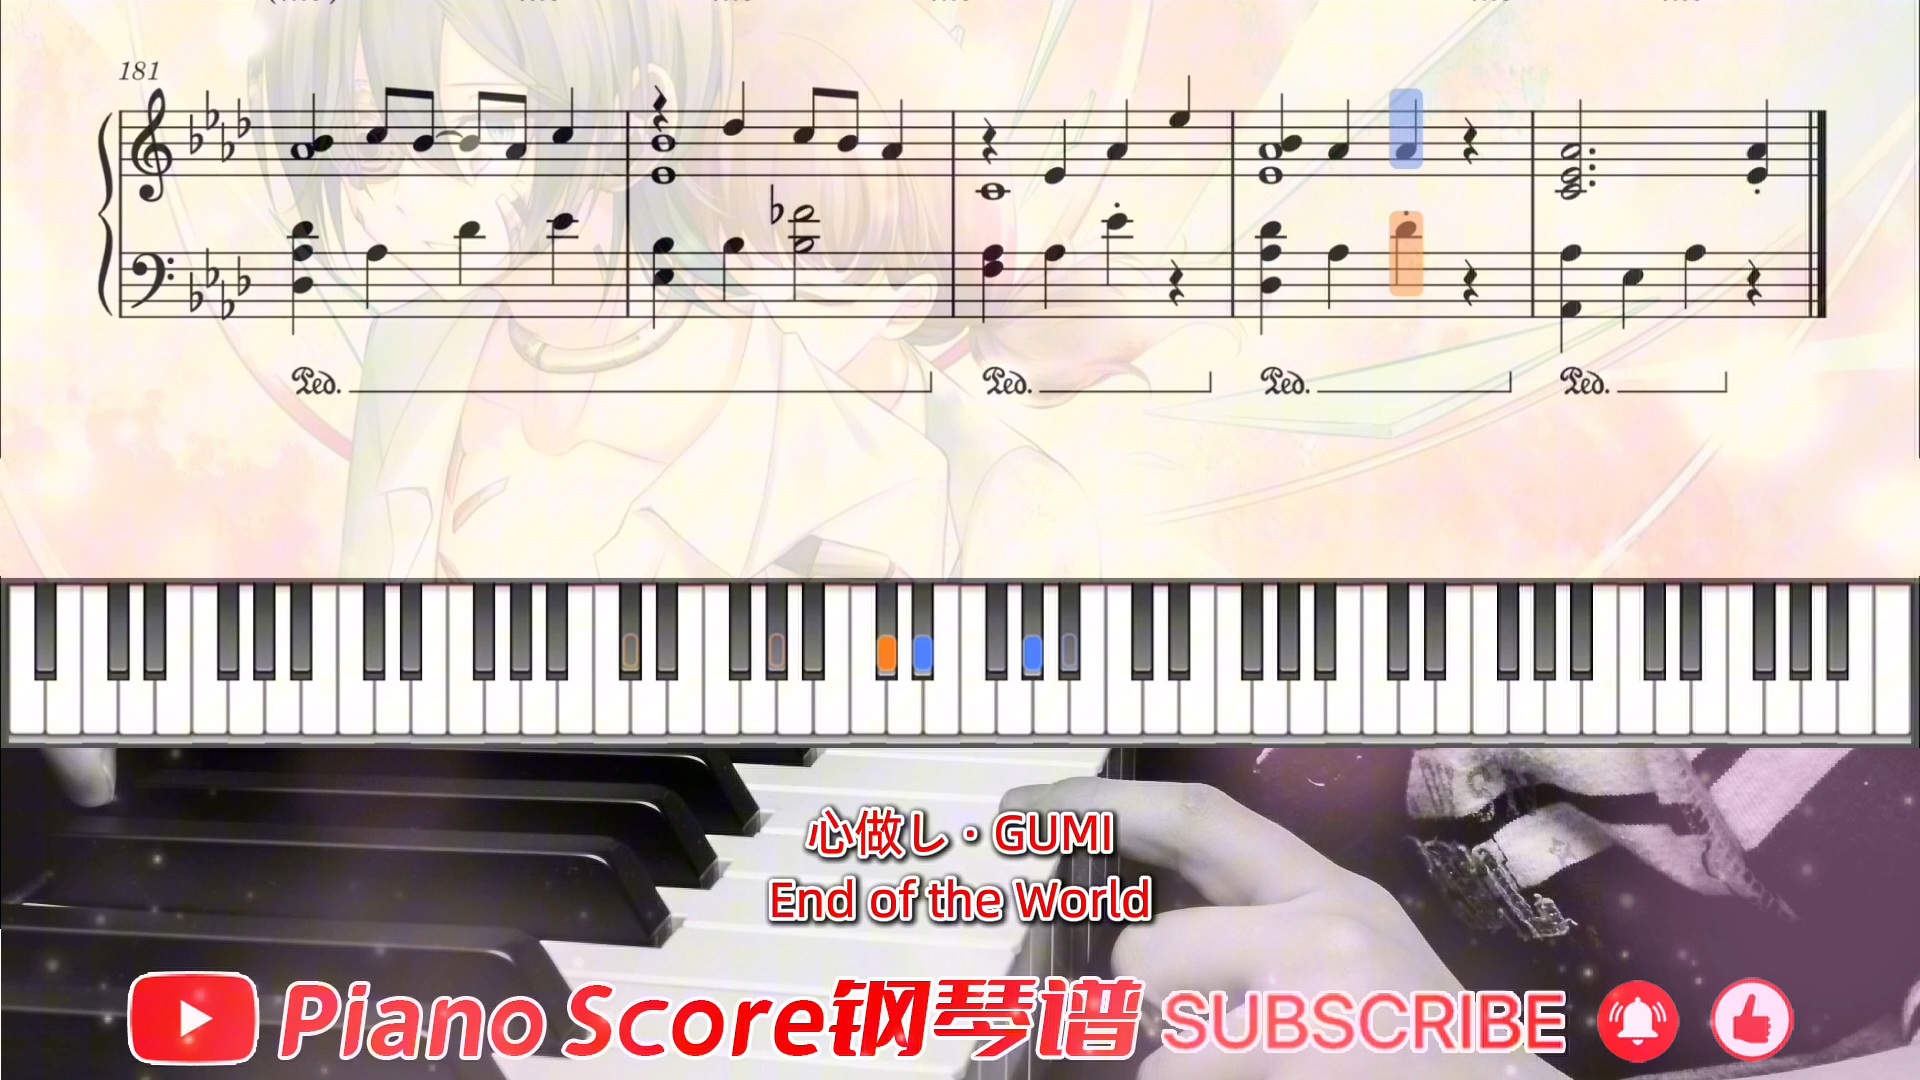 181
Ped.
Ped.
Ped.
Ped.
心做し・GUMI
End of the World
Piano Score钢琴谱 SUBSCRIBE